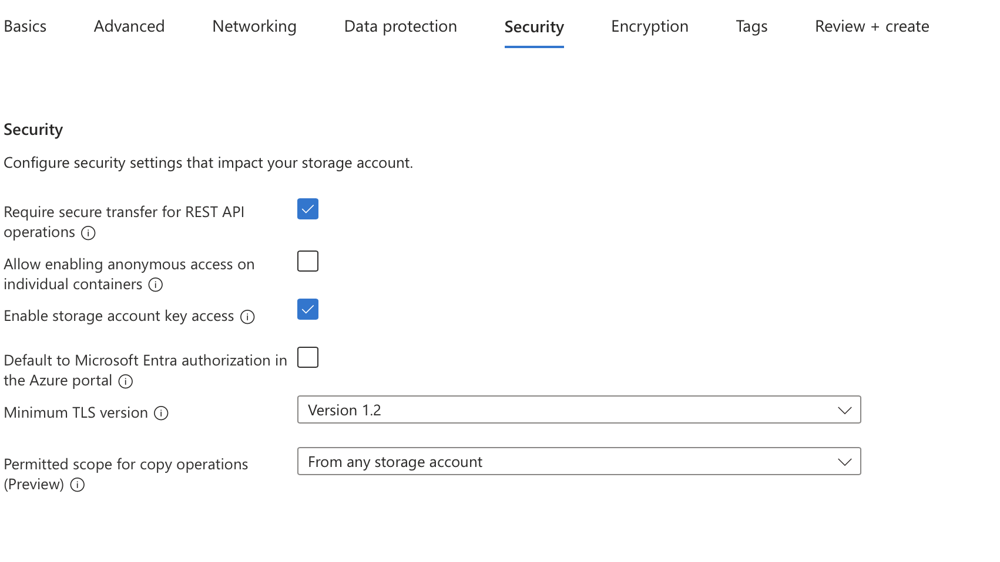 Basics Advanced Networking Data protection Security Encryption Tags Review + create
Security
Configure security settings that impact your storage account.
Require secure transfer for REST API
operations
Allow enabling anonymous access on
individual containers
Enable storage account key access
Default to Microsoft Entra authorization in
the Azure portal
Minimum TLS version
Version 1.2
Permitted scope for copy operations
(Preview)
From any storage account